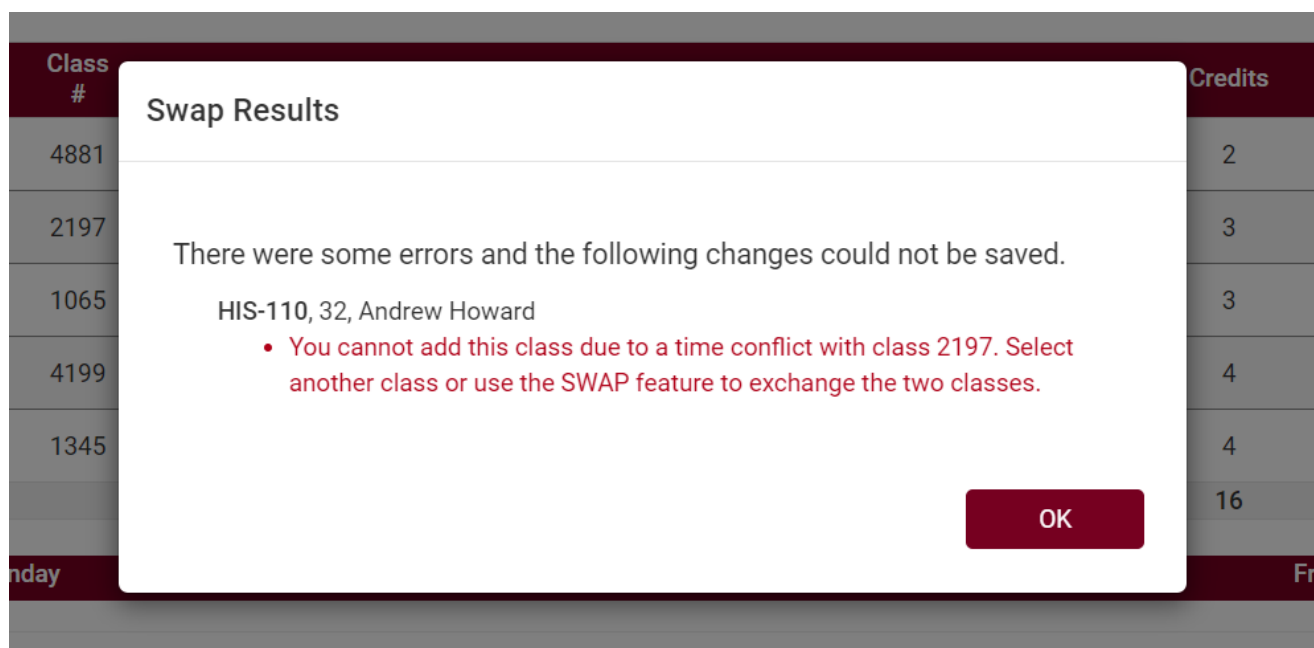 Class
#
Credits
Swap Results
4881
2
2197
3
There were some errors and the following changes could not be saved.
1065
3
HIS-110, 32, Andrew Howard
• You cannot add this class due to a time conflict with class 2197. Select
another class or use the SWAP feature to exchange the two classes.
4199
4
1345
4
16
OK
nday
Fr